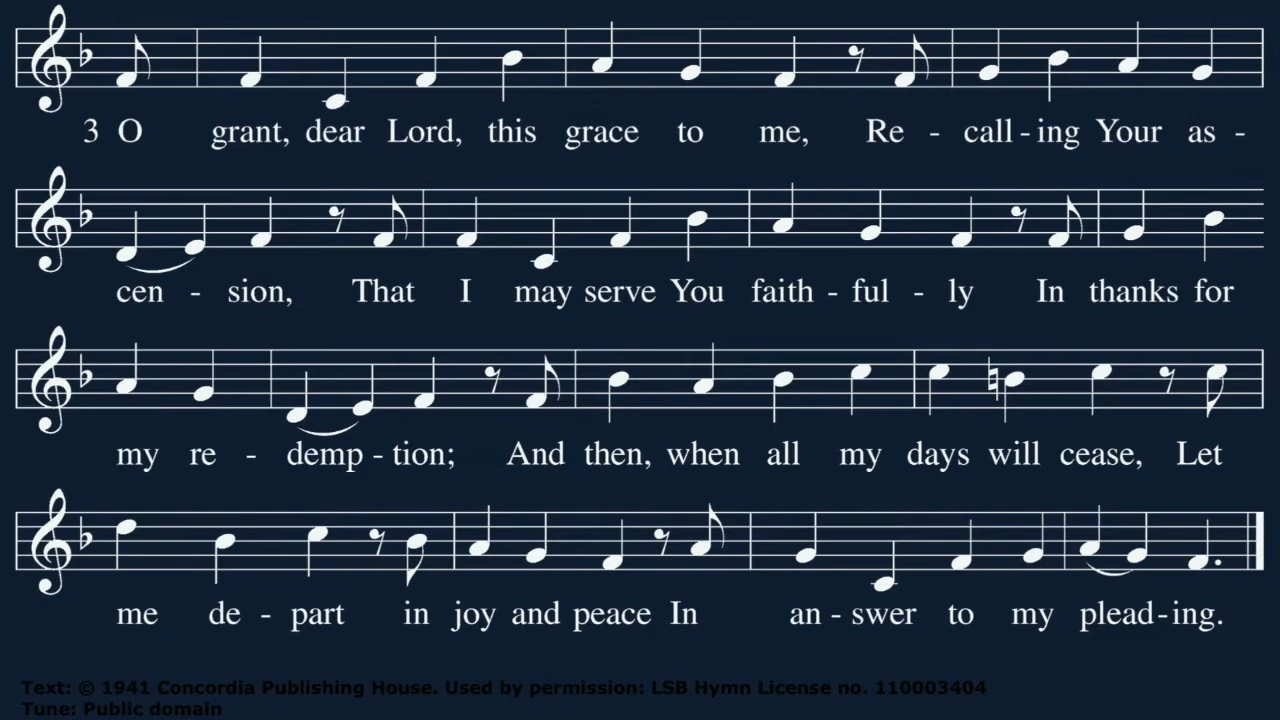 3 O grant, dear Lord, this grace to me, Re - call - ing Your as -
cen - sion, That I may serve You faith - ful - ly In thanks for
my re - demp - tion; And then, when all my days will cease, Let
me de - part in joy and peace In an - swer to my plead - ing.
Text: © 1941 Concordia Publishing House. Used by permission: LSB Hymn License no. 110003404
Tune: Public domain